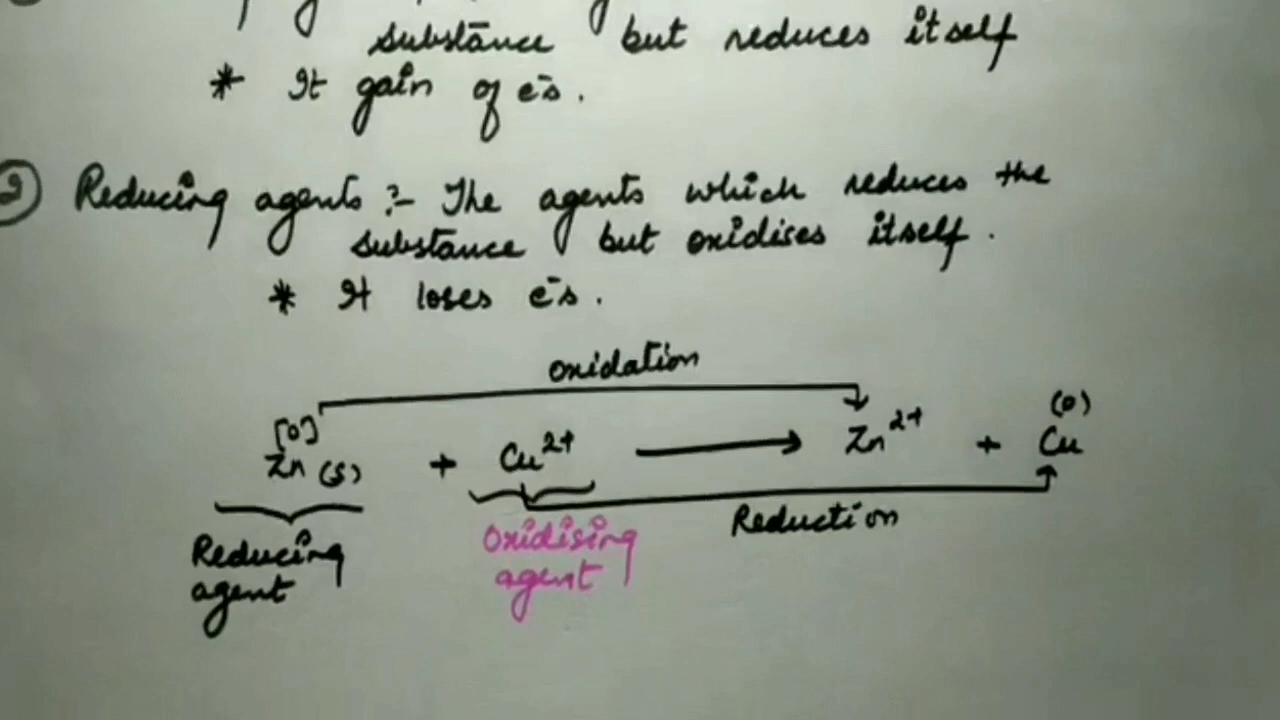 substance but reduces itself
* It gain of e⁻s.
2 Reducing agents :- The agents which reduces the
substance but oxidises itself.
* It loses e⁻s.
oxidation
[0] (0)
Zn (s) + Cu²⁺ → Zn²⁺ + Cu
Reducing agent
Oxidising agent
Reduction